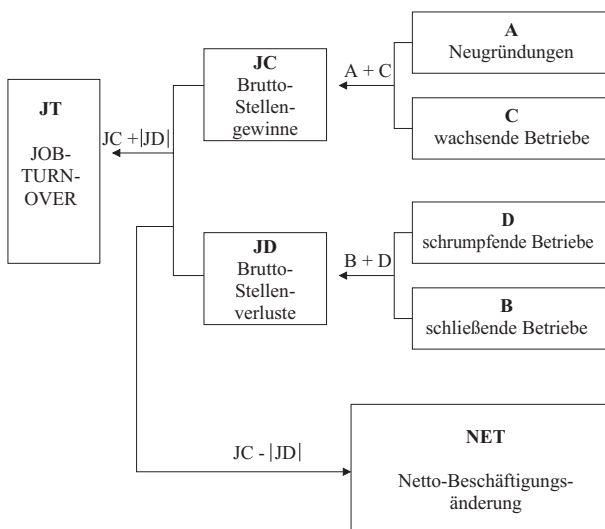 A
Neugründungen
JC
Brutto-
Stellen-
gewinne
A + C
JT
JOB-
TURN-
OVER
JC +|JD|
C
wachsende Betriebe
D
schrumpfende Betriebe
JD
Brutto-
Stellen-
verluste
B + D
B
schließende Betriebe
JC - |JD|
NET
Netto-Beschäftigungs-
änderung